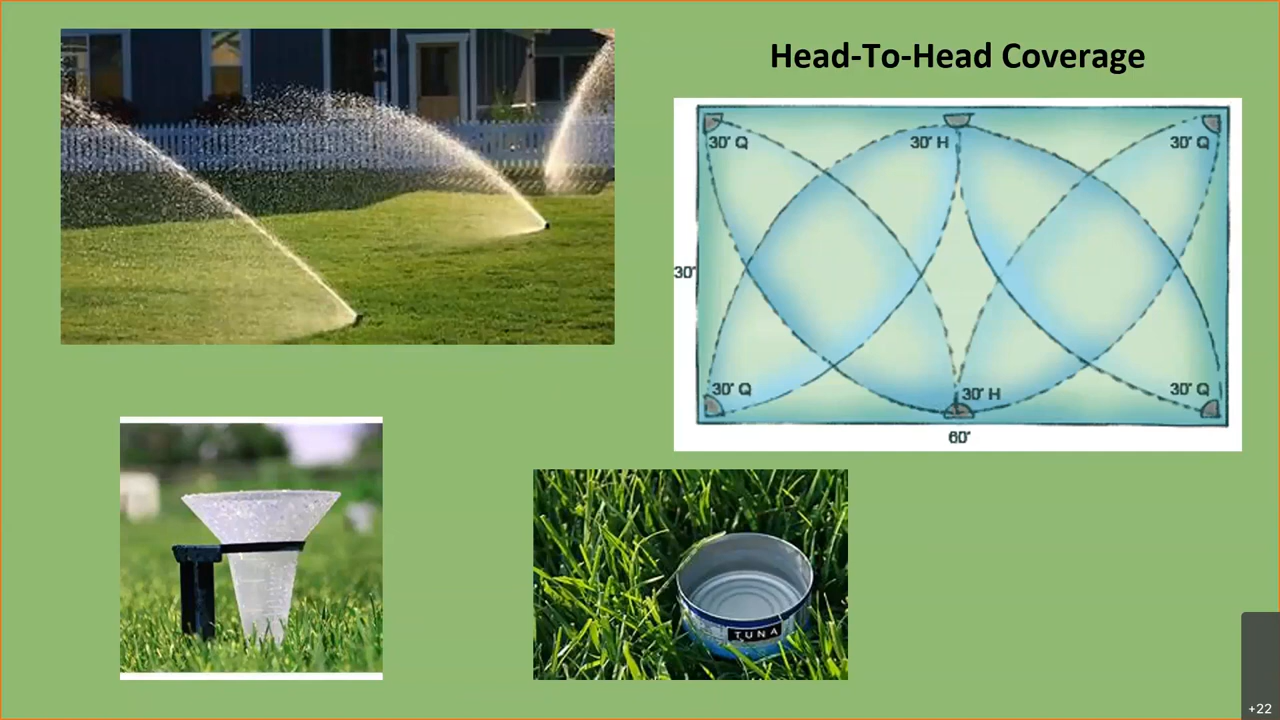 Head-To-Head Coverage
30' Q
30' H
30' Q
30'
30' Q
30' H
30' Q
60'
TUNA
+22